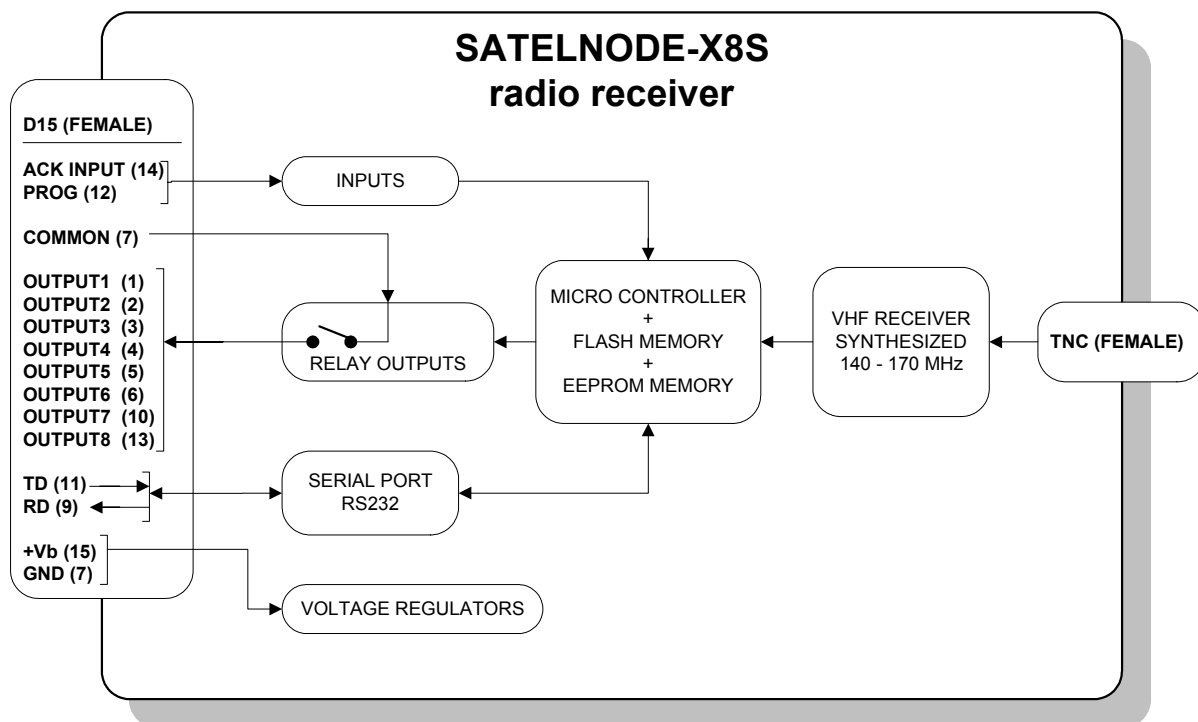 SATELNODE-X8S
radio receiver
D15 (FEMALE)
ACK INPUT (14)
PROG (12)
COMMON (7)
OUTPUT1 (1)
OUTPUT2 (2)
OUTPUT3 (3)
OUTPUT4 (4)
OUTPUT5 (5)
OUTPUT6 (6)
OUTPUT7 (10)
OUTPUT8 (13)
TD (11)
RD (9)
+Vb (15)
GND (7)
INPUTS
RELAY OUTPUTS
SERIAL PORT
RS232
VOLTAGE REGULATORS
MICRO CONTROLLER
+
FLASH MEMORY
+
EEPROM MEMORY
VHF RECEIVER
SYNTHESIZED
140 - 170 MHz
TNC (FEMALE)